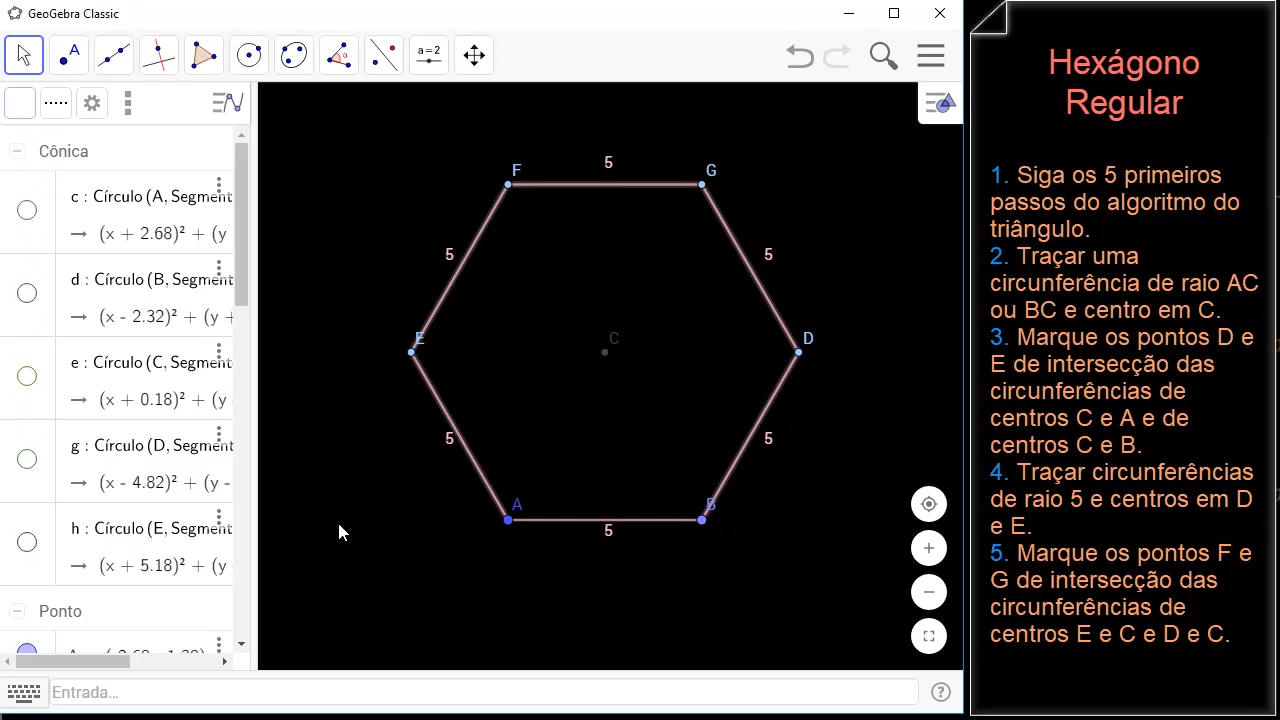 GeoGebra Classic
A
a=2
Cônica
c : Círculo(A, Segment
→ (x + 2.68)² + (y
d : Círculo(B, Segment
→ (x - 2.32)² + (y +
e : Círculo(C, Segment
→ (x + 0.18)² + (y
g : Círculo(D, Segment
→ (x - 4.82)² + (y -
h : Círculo(E, Segment
→ (x + 5.18)² + (y
Ponto
Entrada...
F
5
G
5
5
E
C
D
5
5
A
B
5
Hexágono
Regular
1. Siga os 5 primeiros
passos do algoritmo do
triângulo.
2. Traçar uma
circunferência de raio AC
ou BC e centro em C.
3. Marque os pontos D e
E de intersecção das
circunferências de
centros C e A e de
centros C e B.
4. Traçar circunferências
de raio 5 e centros em D
e E.
5. Marque os pontos F e
G de intersecção das
circunferências de
centros E e C e D e C.